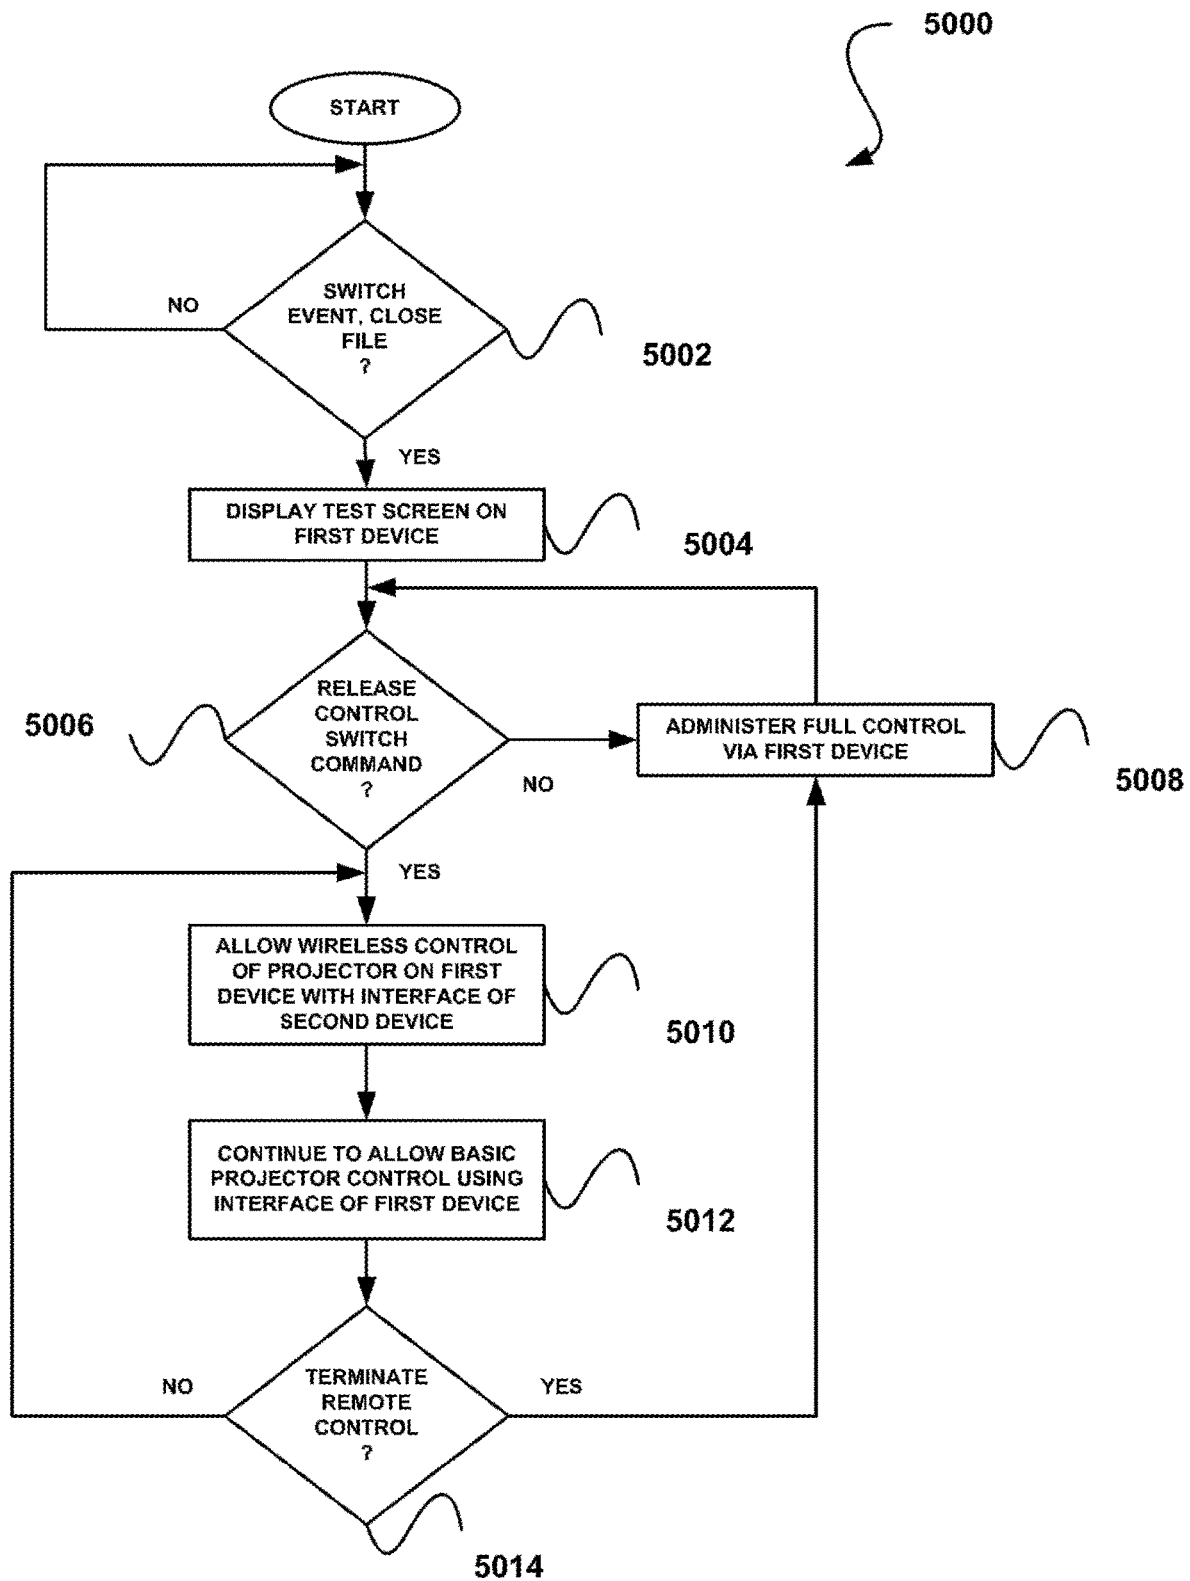 5000
START
SWITCH
EVENT, CLOSE
FILE
?
NO
5002
YES
DISPLAY TEST SCREEN ON
FIRST DEVICE
5004
RELEASE
CONTROL
SWITCH
COMMAND
?
5006
NO
ADMINISTER FULL CONTROL
VIA FIRST DEVICE
5008
YES
ALLOW WIRELESS CONTROL
OF PROJECTOR ON FIRST
DEVICE WITH INTERFACE OF
SECOND DEVICE
5010
CONTINUE TO ALLOW BASIC
PROJECTOR CONTROL USING
INTERFACE OF FIRST DEVICE
5012
NO
TERMINATE
REMOTE
CONTROL
?
YES
5014